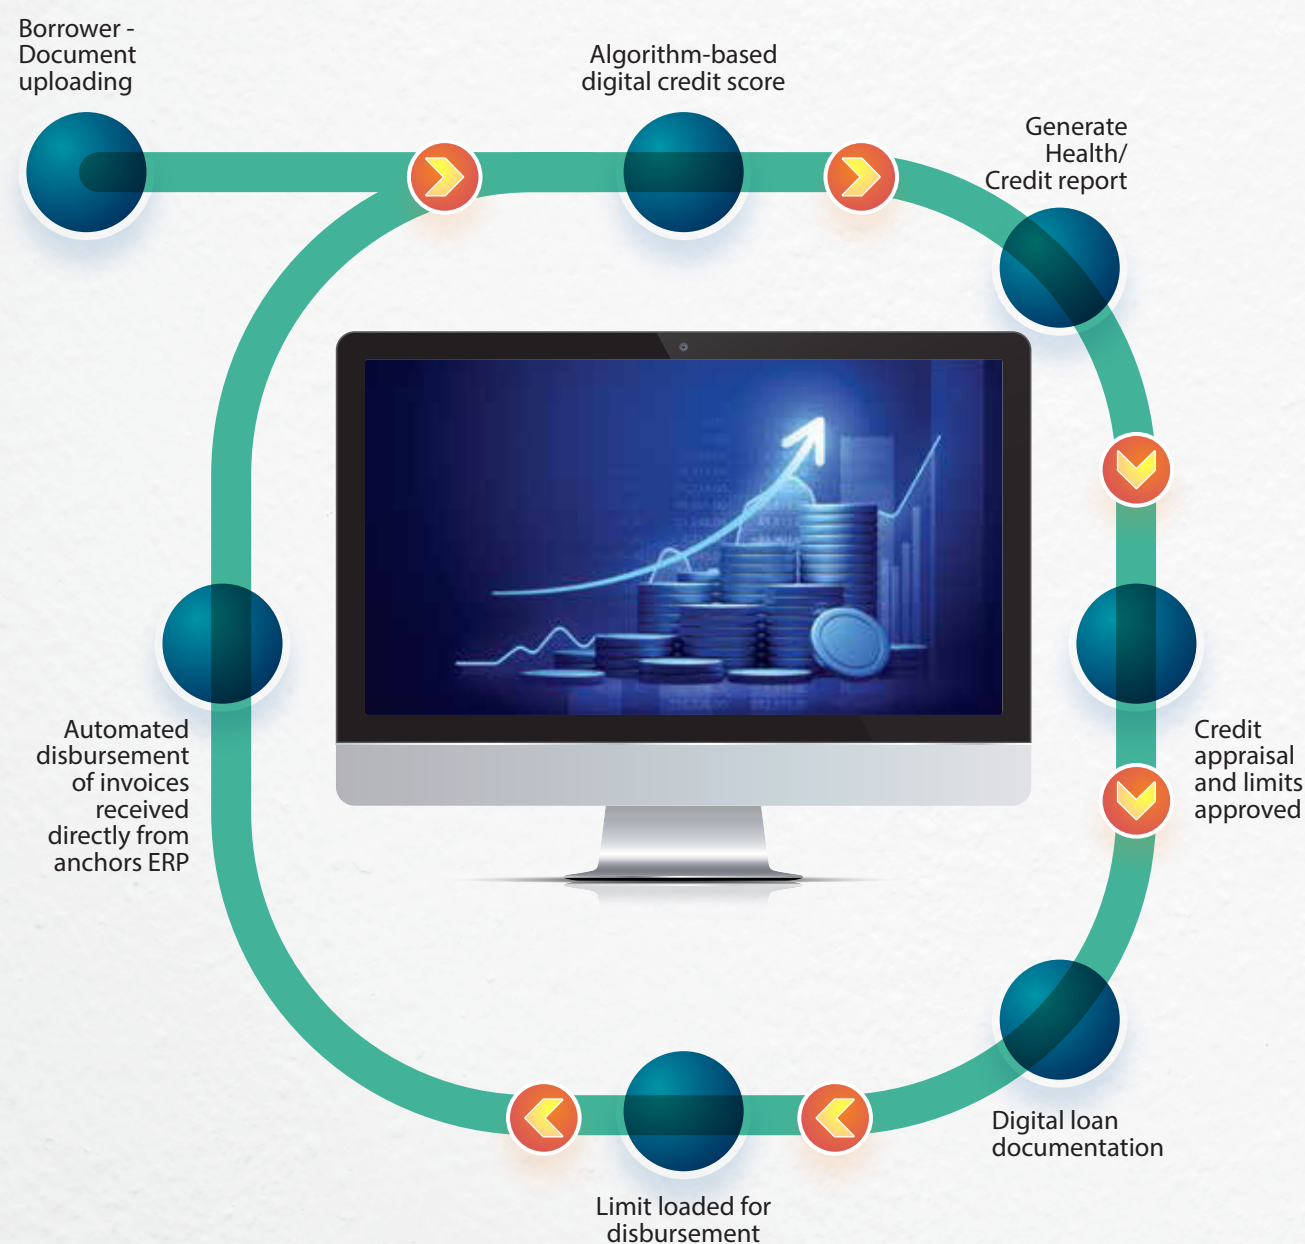 Borrower -
Document
uploading
Algorithm-based
digital credit score
Generate
Health/
Credit report
Credit
appraisal
and limits
approved
Digital loan
documentation
Limit loaded for
disbursement
Automated
disbursement
of invoices
received
directly from
anchors ERP